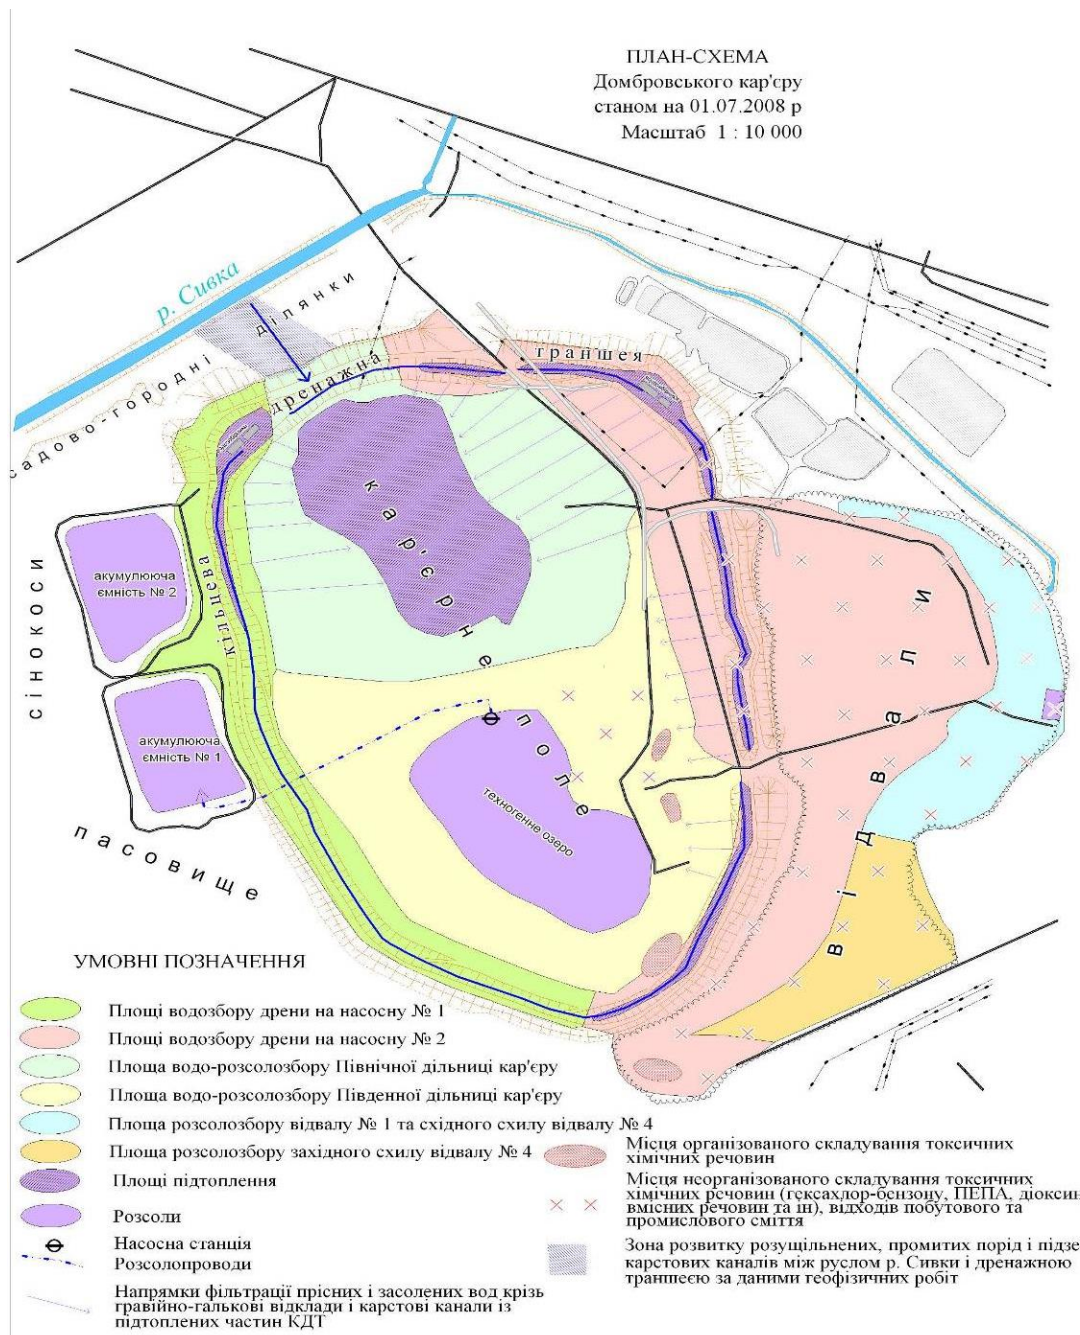 ПЛАН-СХЕМА
Домбровського кар'єру
станом на 01.07.2008 р
Масштаб 1 : 10 000
р. Сивка
садово-городні ділянки
кільцева дренажна траншея
кар'єрне поле
акумулююча
ємність № 2
акумулююча
ємність № 1
техногенне озеро
сінокоси
пасовище
відвали
УМОВНІ ПОЗНАЧЕННЯ
Площі водозбору дрени на насосну № 1
Площі водозбору дрени на насосну № 2
Площа водо-розсолозбору Північної дільниці кар'єру
Площа водо-розсолозбору Південної дільниці кар'єру
Площа розсолозбору відвалу № 1 та східного схилу відвалу № 4
Площа розсолозбору західного схилу відвалу № 4
Площі підтоплення
Розсоли
Насосна станція
Розсолопроводи
Напрямки фільтрації прісних і засолених вод крізь
гравійно-галькові відклади і карстові канали із
підтоплених частин КДТ
Місця організованого складування токсичних
хімічних речовин
Місця неорганізованого складування токсичних
хімічних речовин (гексахлор-бензону, ПЕПА, діоксин
вмісних речовин та ін), відходів побутового та
промислового сміття
Зона розвитку розущільнених, промитих порід і підзе
карстових каналів між руслом р. Сивки і дренажною
траншеєю за даними геофізичних робіт